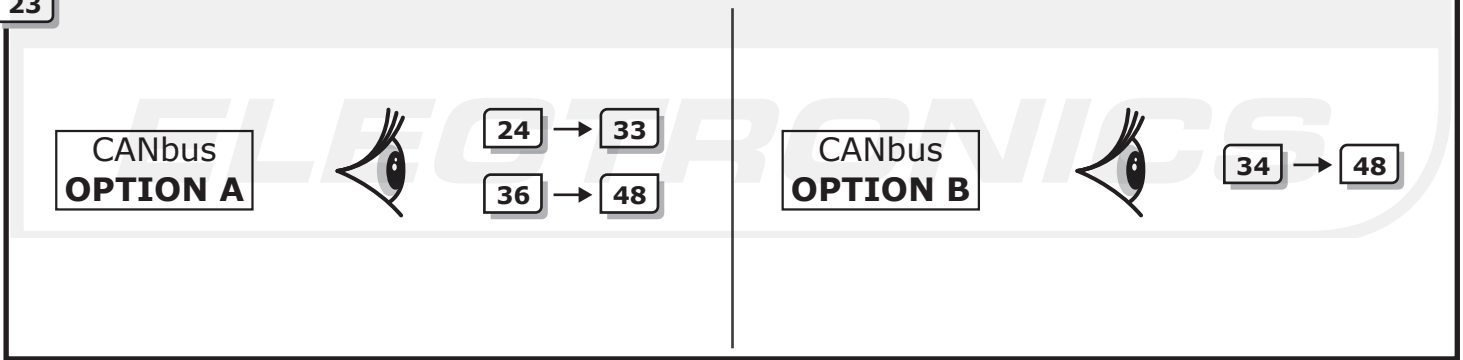 23
ELECTRONICS
CANbus
OPTION A
24 → 33
36 → 48
CANbus
OPTION B
34 → 48